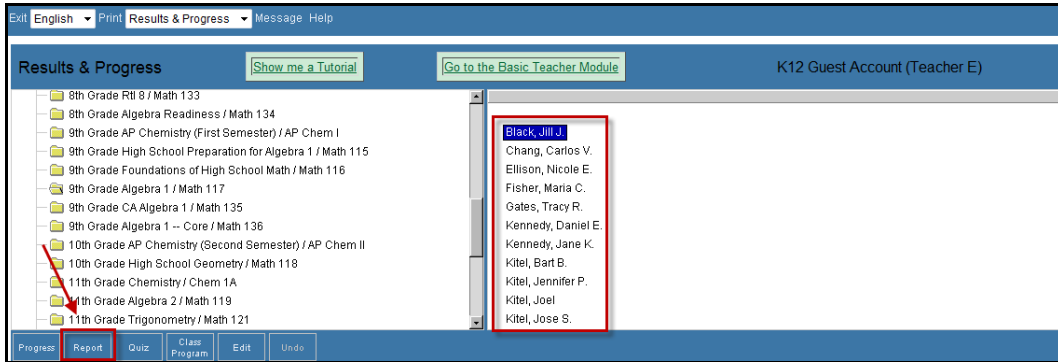 Exit English Print Results & Progress Message Help
Results & Progress Show me a Tutorial Go to the Basic Teacher Module K12 Guest Account (Teacher E)
8th Grade RtI 8 / Math 133
8th Grade Algebra Readiness / Math 134
9th Grade AP Chemistry (First Semester) / AP Chem I
9th Grade High School Preparation for Algebra 1 / Math 115
9th Grade Foundations of High School Math / Math 116
9th Grade Algebra 1 / Math 117
9th Grade CA Algebra 1 / Math 135
9th Grade Algebra 1 -- Core / Math 136
10th Grade AP Chemistry (Second Semester) / AP Chem II
10th Grade High School Geometry / Math 118
11th Grade Chemistry / Chem 1A
11th Grade Algebra 2 / Math 119
11th Grade Trigonometry / Math 121
Black, Jill J.
Chang, Carlos V.
Ellison, Nicole E.
Fisher, Maria C.
Gates, Tracy R.
Kennedy, Daniel E.
Kennedy, Jane K.
Kitel, Bart B.
Kitel, Jennifer P.
Kitel, Joel
Kitel, Jose S.
Progress Report Quiz Class Program Edit Undo